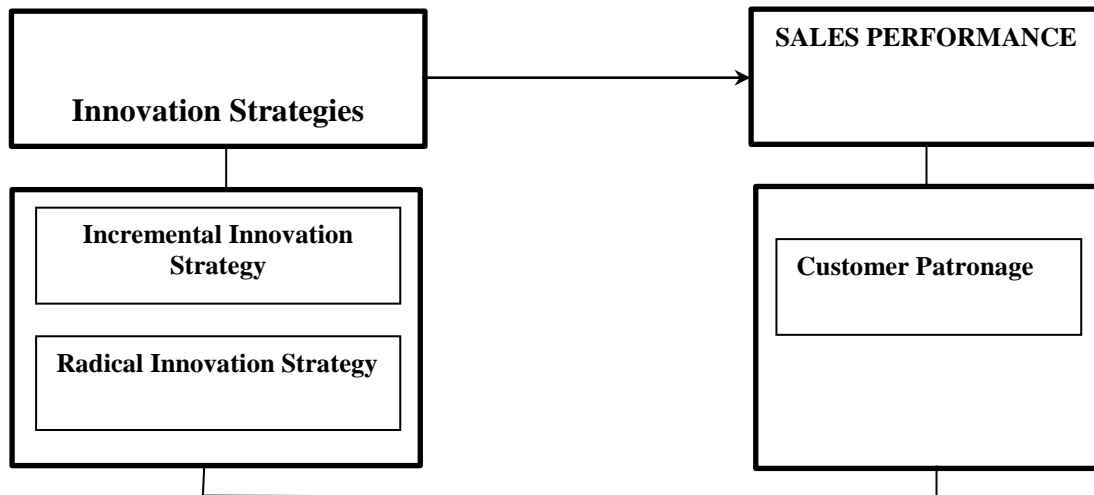 SALES PERFORMANCE
Innovation Strategies
Incremental Innovation
Strategy
Customer Patronage
Radical Innovation Strategy